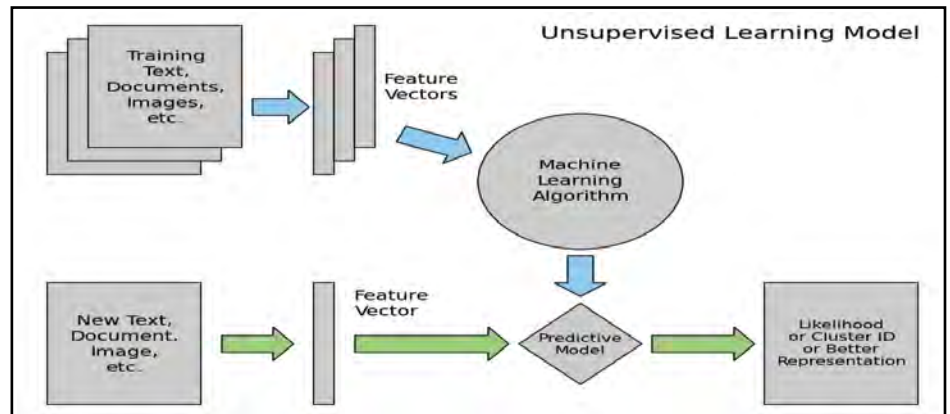 Unsupervised Learning Model
Training
Text,
Documents,
Images,
etc..
Feature
Vectors
Machine
Learning
Algorithm
New Text,
Document.
Image,
etc..
Feature
Vector
Predictive
Model
Likelihood
or Cluster ID
or Better
Representation